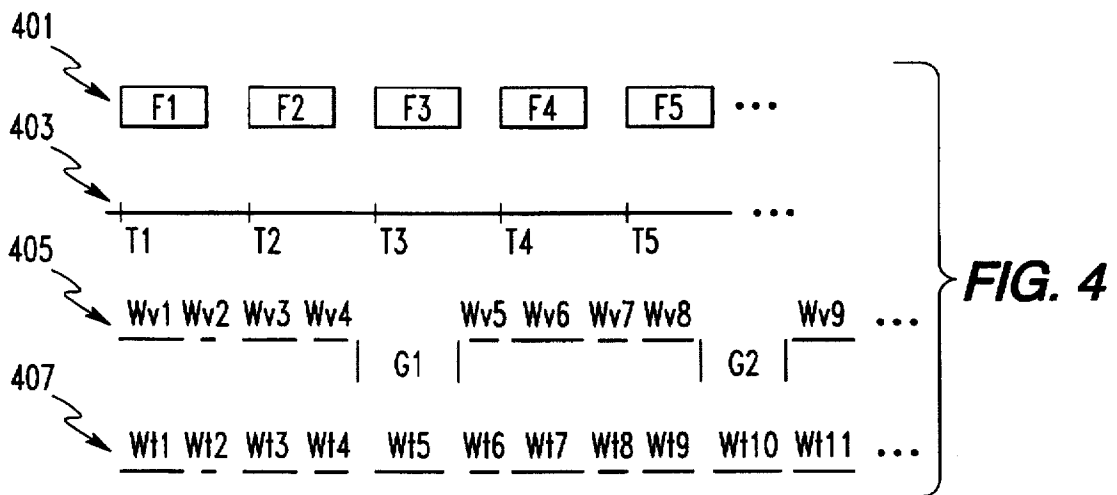 401
F1 F2 F3 F4 F5 •••
403
•••
T1 T2 T3 T4 T5
405
Wv1 Wv2 Wv3 Wv4 Wv5 Wv6 Wv7 Wv8 Wv9 •••
G1 G2
407
Wt1 Wt2 Wt3 Wt4 Wt5 Wt6 Wt7 Wt8 Wt9 Wt10 Wt11 •••
FIG. 4